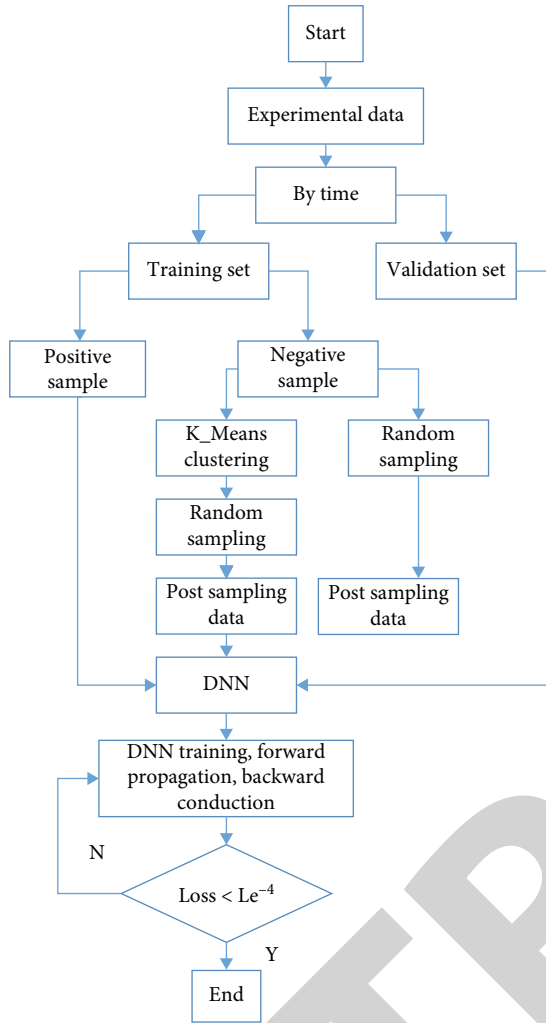 Start
Experimental data
By time
Training set
Validation set
Positive
sample
Negative
sample
K_Means
clustering
Random
sampling
Random
sampling
Post sampling
data
Post sampling
data
DNN
DNN training, forward
propagation, backward
conduction
N
Loss < Le⁻⁴
Y
End